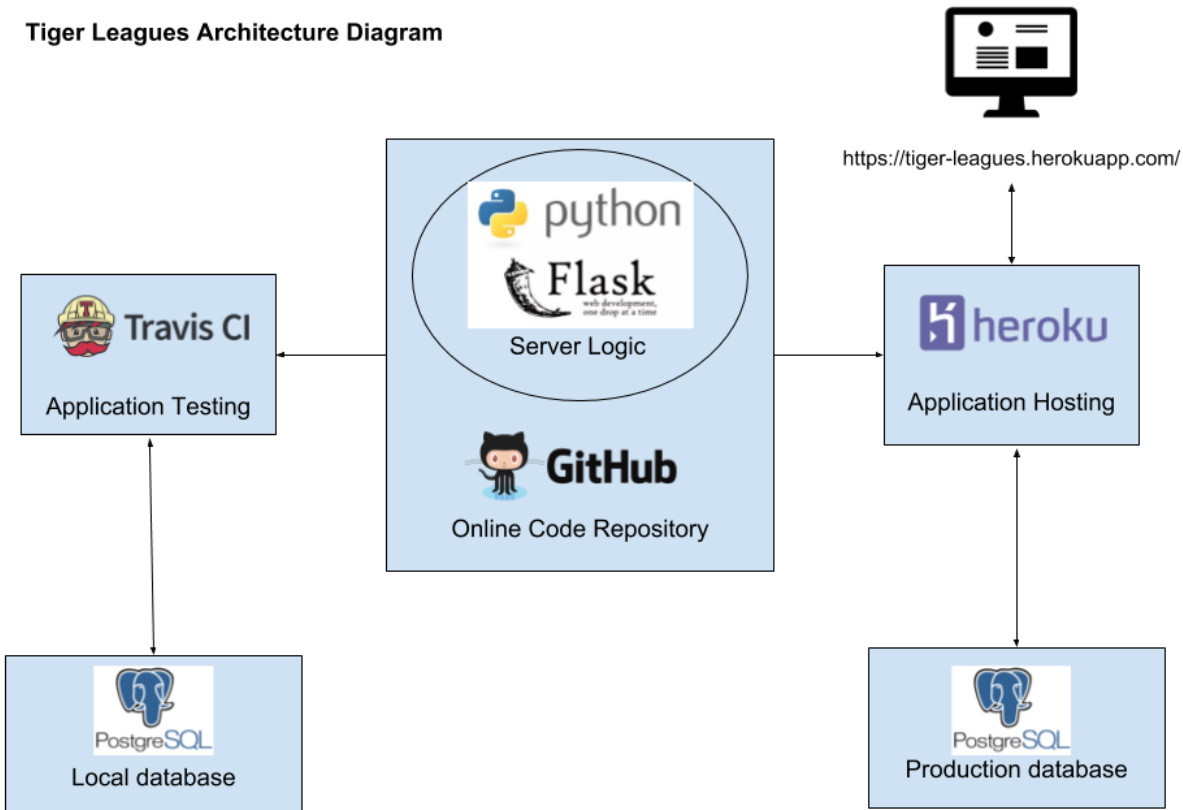 Tiger Leagues Architecture Diagram
https://tiger-leagues.herokuapp.com/
python
Flask
web development,
one drop at a time
Server Logic
T
Travis CI
Application Testing
heroku
Application Hosting
GitHub
Online Code Repository
PostgreSQL
Local database
PostgreSQL
Production database